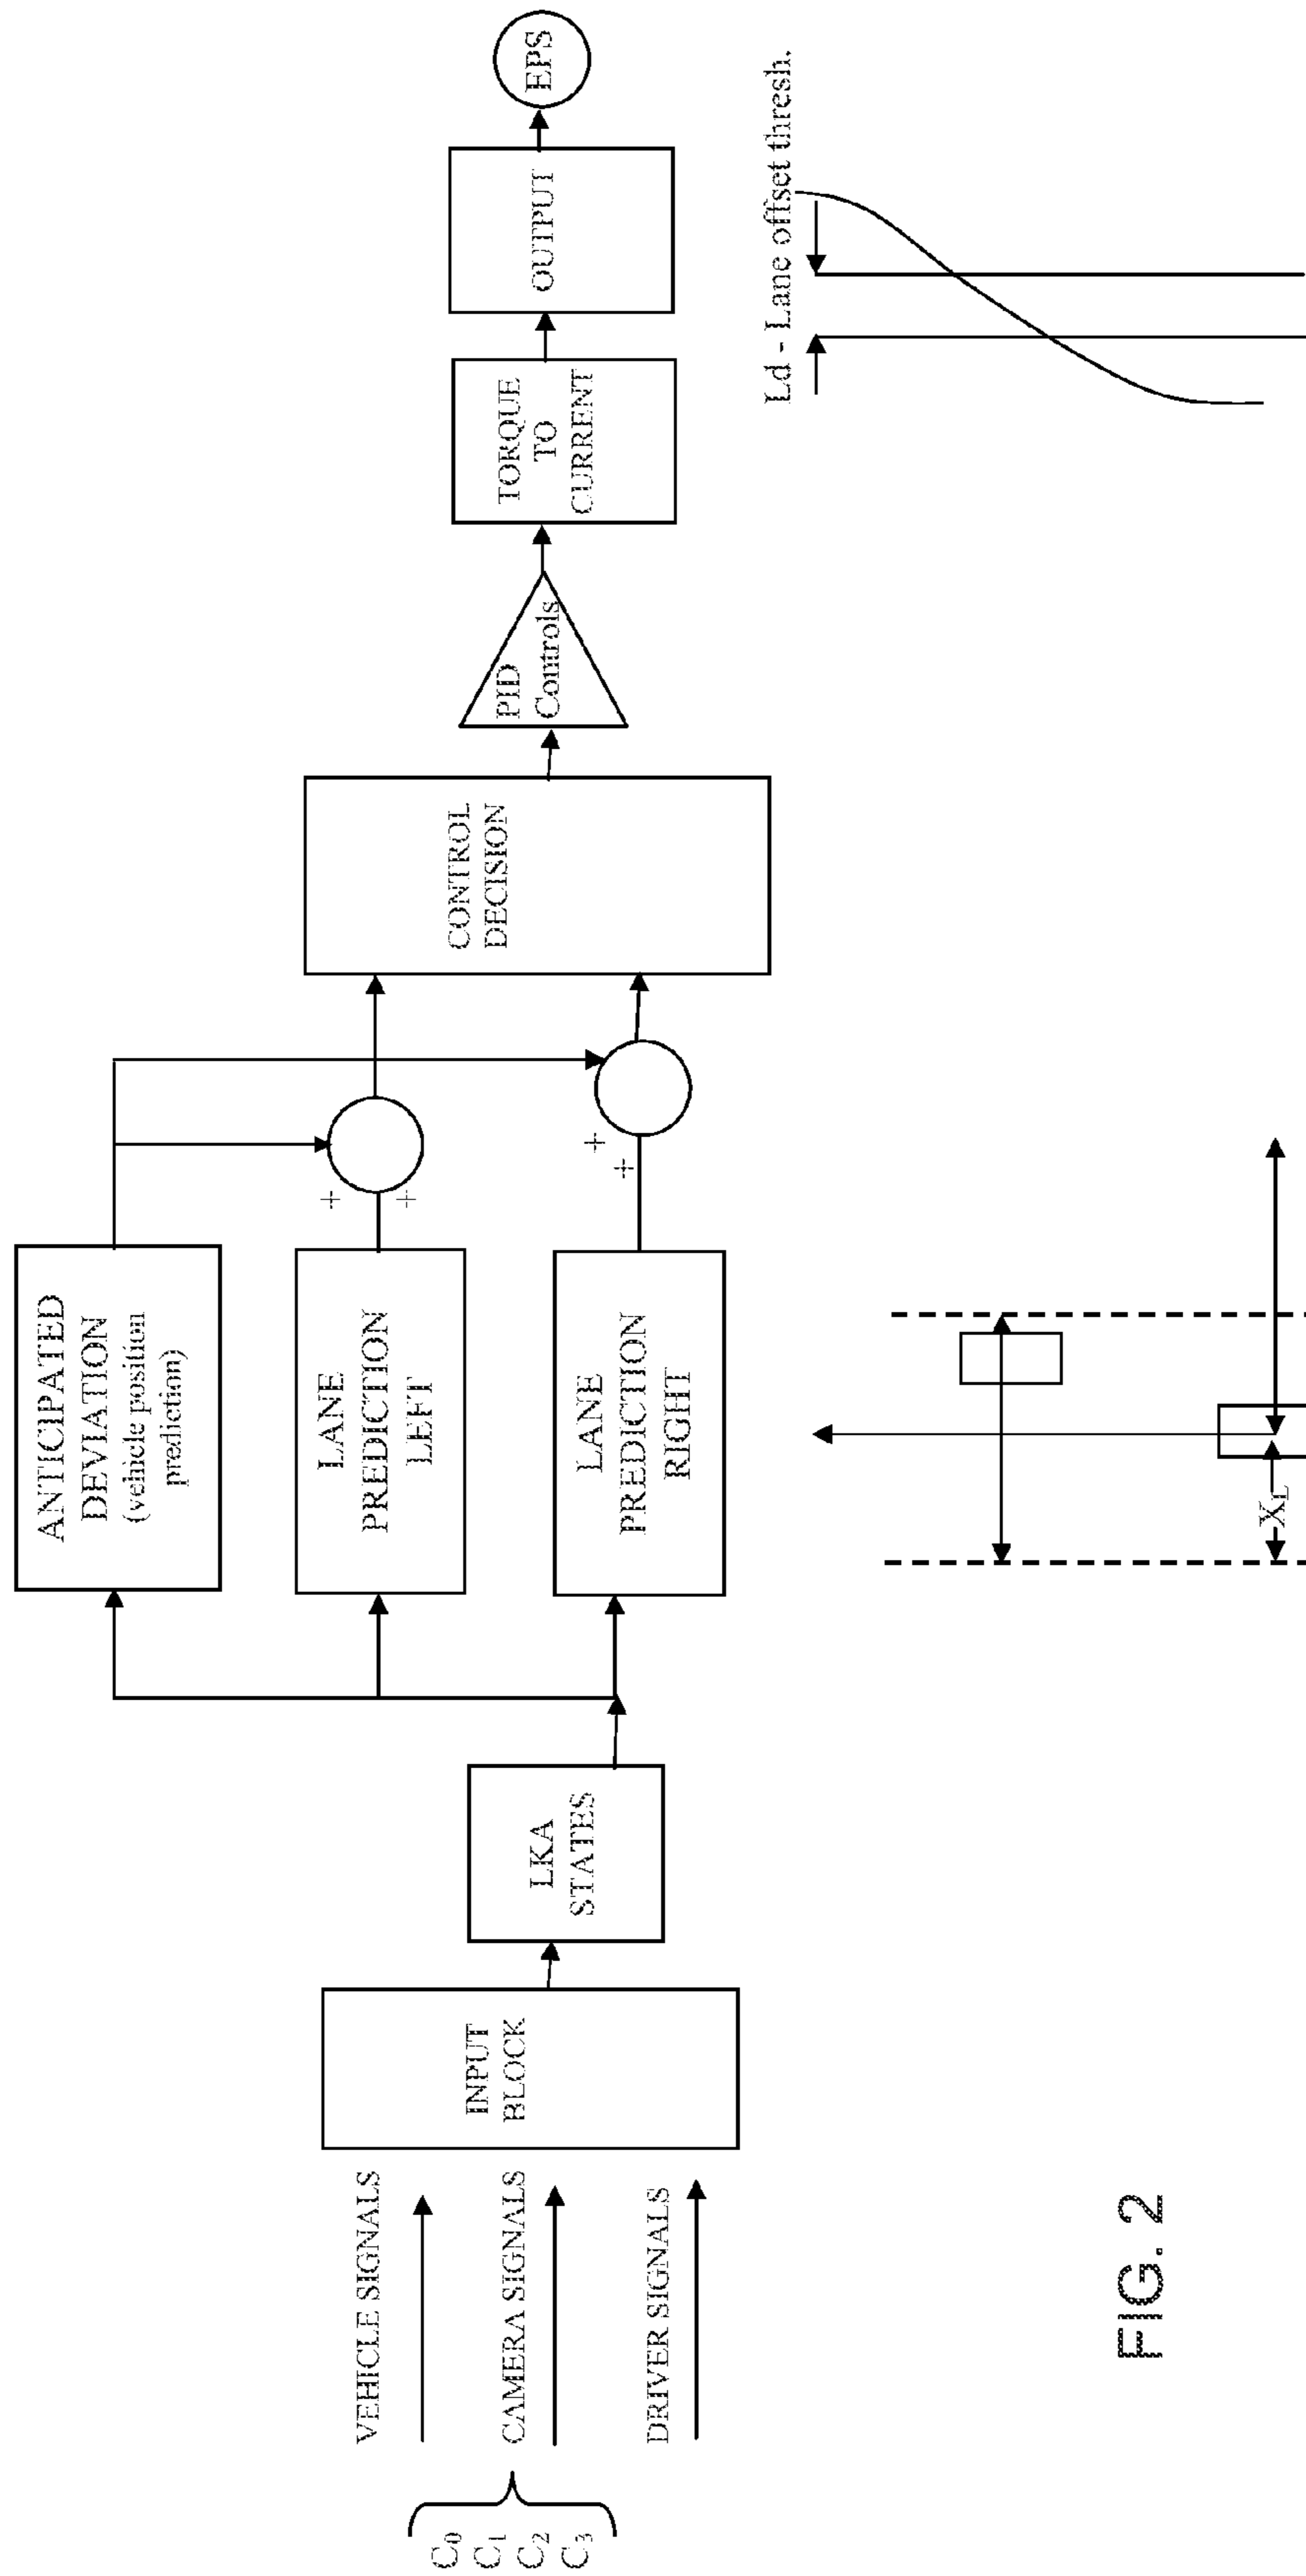 C0
C1
C2
C3
VEHICLE SIGNALS
CAMERA SIGNALS
DRIVER SIGNALS
INPUT
BLOCK
LKA
STATES
ANTICIPATED
DEVIATION
(vehicle position
prediction)
LANE
PREDICTION
LEFT
LANE
PREDICTION
RIGHT
+
+
+
+
CONTROL
DECISION
PID
Controls
TORQUE
TO
CURRENT
OUTPUT
EPS
XL
Ld - Lane offset thresh.
FIG. 2